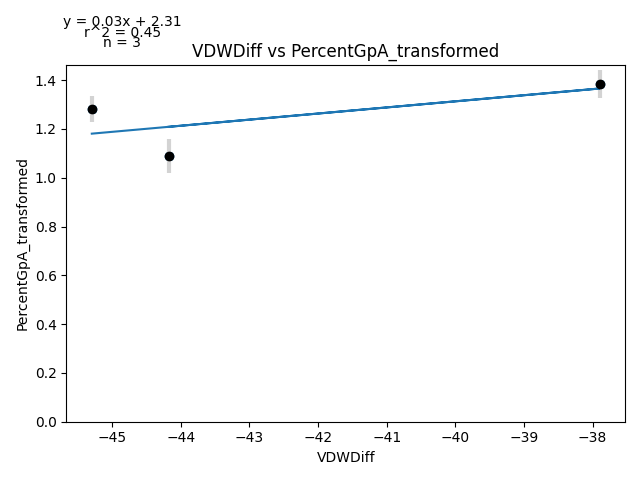 y = 0.03x + 2.31
r^2 = 0.45
n = 3
VDWDiff vs PercentGpA_transformed
1.4
1.2
1.0
0.8
0.6
0.4
0.2
0.0
PercentGpA_transformed
−45 −44 −43 −42 −41 −40 −39 −38
VDWDiff